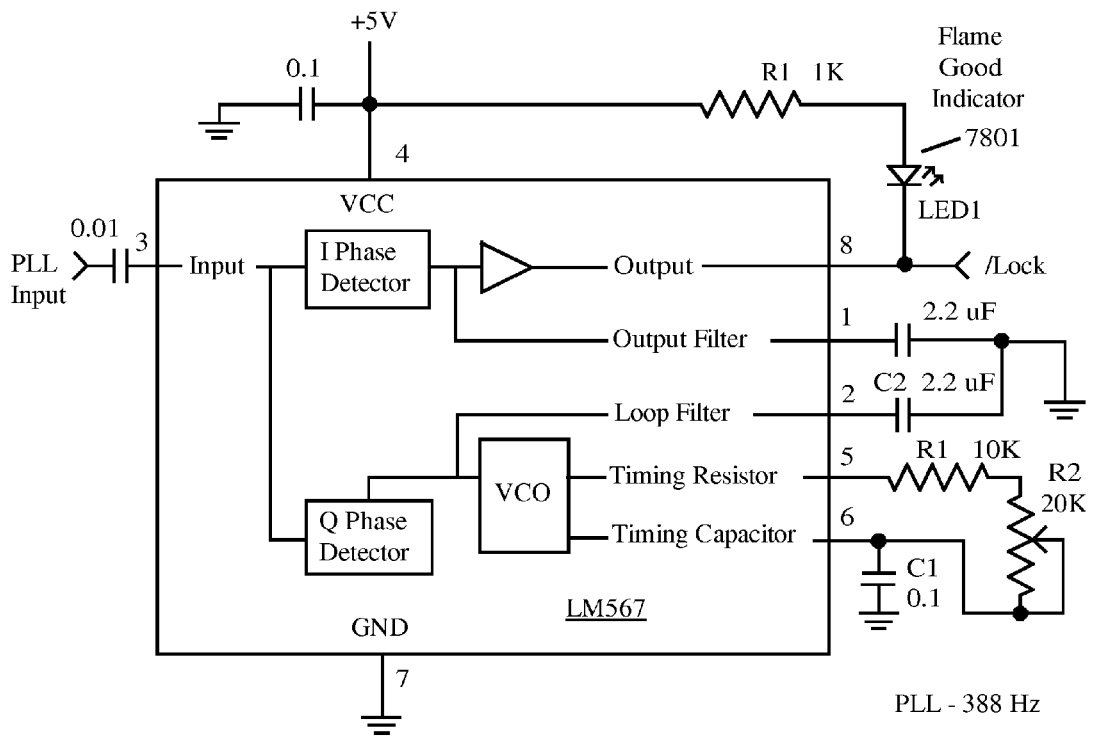 +5V
0.1
R1 1K
Flame
Good
Indicator
7801
4
VCC
LED1
0.01
3
PLL
Input
Input
I Phase
Detector
Output
8
/Lock
Output Filter
1
2.2 uF
Loop Filter
2
C2 2.2 uF
VCO
Timing Resistor
5
R1 10K
R2
20K
Q Phase
Detector
Timing Capacitor
6
C1
0.1
LM567
GND
7
PLL - 388 Hz